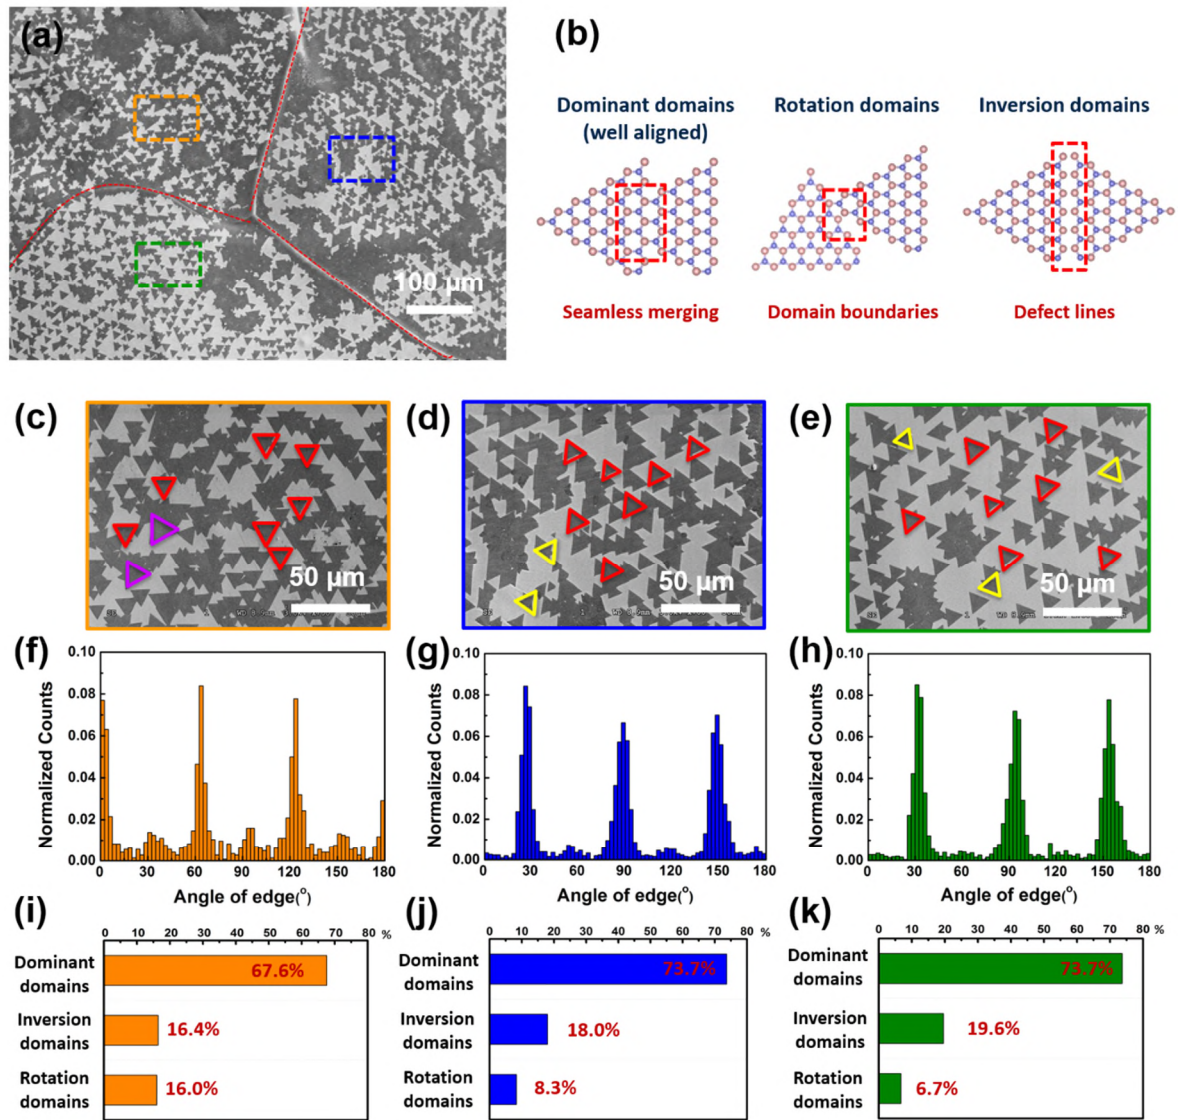 (a)
100 µm
(b)
Dominant domains
(well aligned)
Rotation domains
Inversion domains
Seamless merging
Domain boundaries
Defect lines
(c)
50 µm
(d)
50 µm
(e)
50 µm
(f)
Normalized Counts
0.10
0.08
0.06
0.04
0.02
0.00
0 30 60 90 120 150 180
Angle of edge(°)
(g)
Normalized Counts
0.10
0.08
0.06
0.04
0.02
0.00
0 30 60 90 120 150 180
Angle of edge(°)
(h)
Normalized Counts
0.10
0.08
0.06
0.04
0.02
0.00
0 30 60 90 120 150 180
Angle of edge(°)
(i)
0 10 20 30 40 50 60 70 80 %
Dominant
domains
67.6%
Inversion
domains
16.4%
Rotation
domains
16.0%
(j)
0 10 20 30 40 50 60 70 80 %
Dominant
domains
73.7%
Inversion
domains
18.0%
Rotation
domains
8.3%
(k)
0 10 20 30 40 50 60 70 80 %
Dominant
domains
73.7%
Inversion
domains
19.6%
Rotation
domains
6.7%